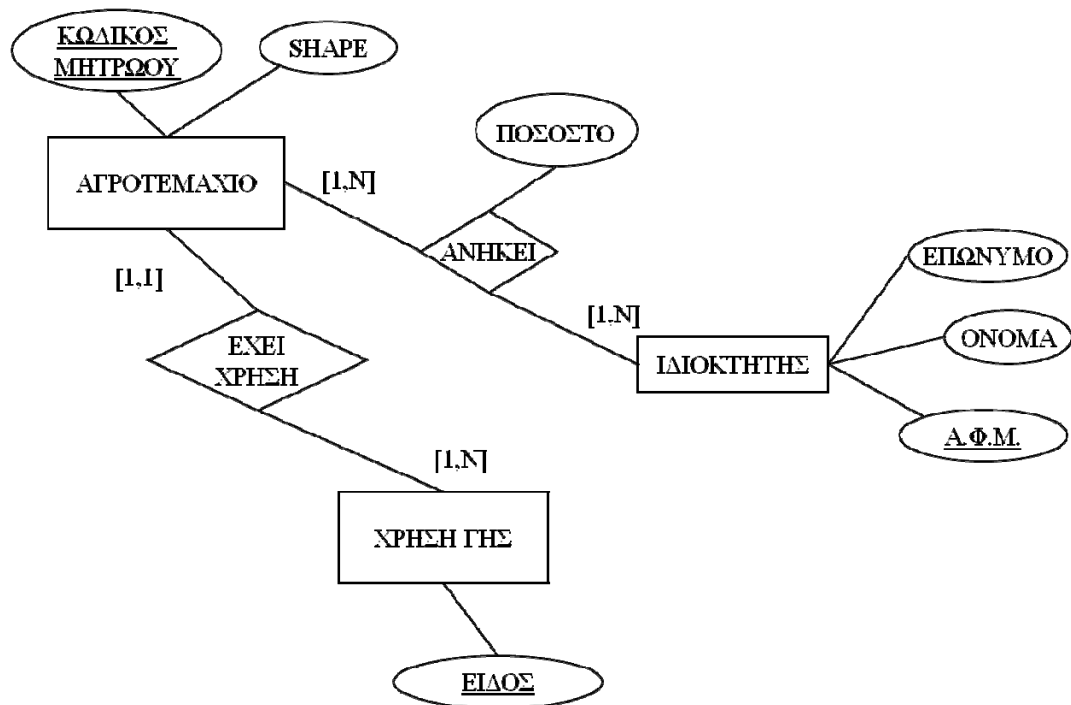 ΚΩΔΙΚΟΣ
ΜΗΤΡΩΟΥ
SHAPE
ΑΓΡΟΤΕΜΑΧΙΟ
ΠΟΣΟΣΤΟ
[1,N]
ΑΝΗΚΕΙ
[1,1]
ΕΠΩΝΥΜΟ
[1,N]
ΟΝΟΜΑ
ΕΧΕΙ
ΧΡΗΣΗ
ΙΔΙΟΚΤΗΤΗΣ
Α.Φ.Μ.
[1,N]
ΧΡΗΣΗ ΓΗΣ
ΕΙΔΟΣ